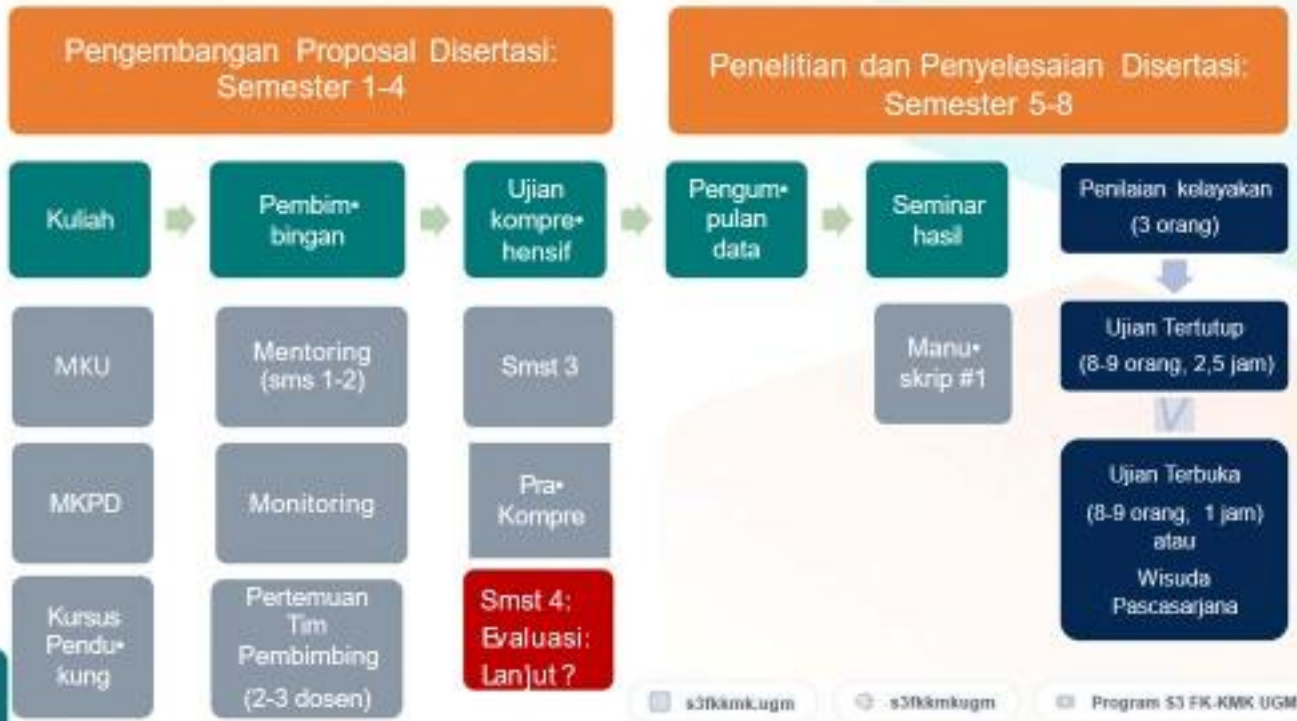 Pengembangan Proposal Disertasi:
Semester 1-4
Penelitian dan Penyelesaian Disertasi:
Semester 5-8
Kuliah
Pembim•
bingan
Ujian
kompre•
hensif
Pengum•
pulan
data
Seminar
hasil
Penilaian kelayakan
(3 orang)
MKU
Mentoring
(sms 1-2)
Smst 3
Manu•
skrip #1
Ujian Tertutup
(8-9 orang, 2,5 jam)
V
MKPD
Monitoring
Pra•
Kompre
Ujian Terbuka
(8-9 orang, 1 jam)
atau
Wisuda
Pascasarjana
Kursus
Pendu•
kung
Pertemuan
Tim
Pembimbing
(2-3 dosen)
Smst 4:
Evaluasi:
Lan]ut ?
s3fkkmk.ugm
s3fkkmkugm
Program S3 FK-KMK UGM